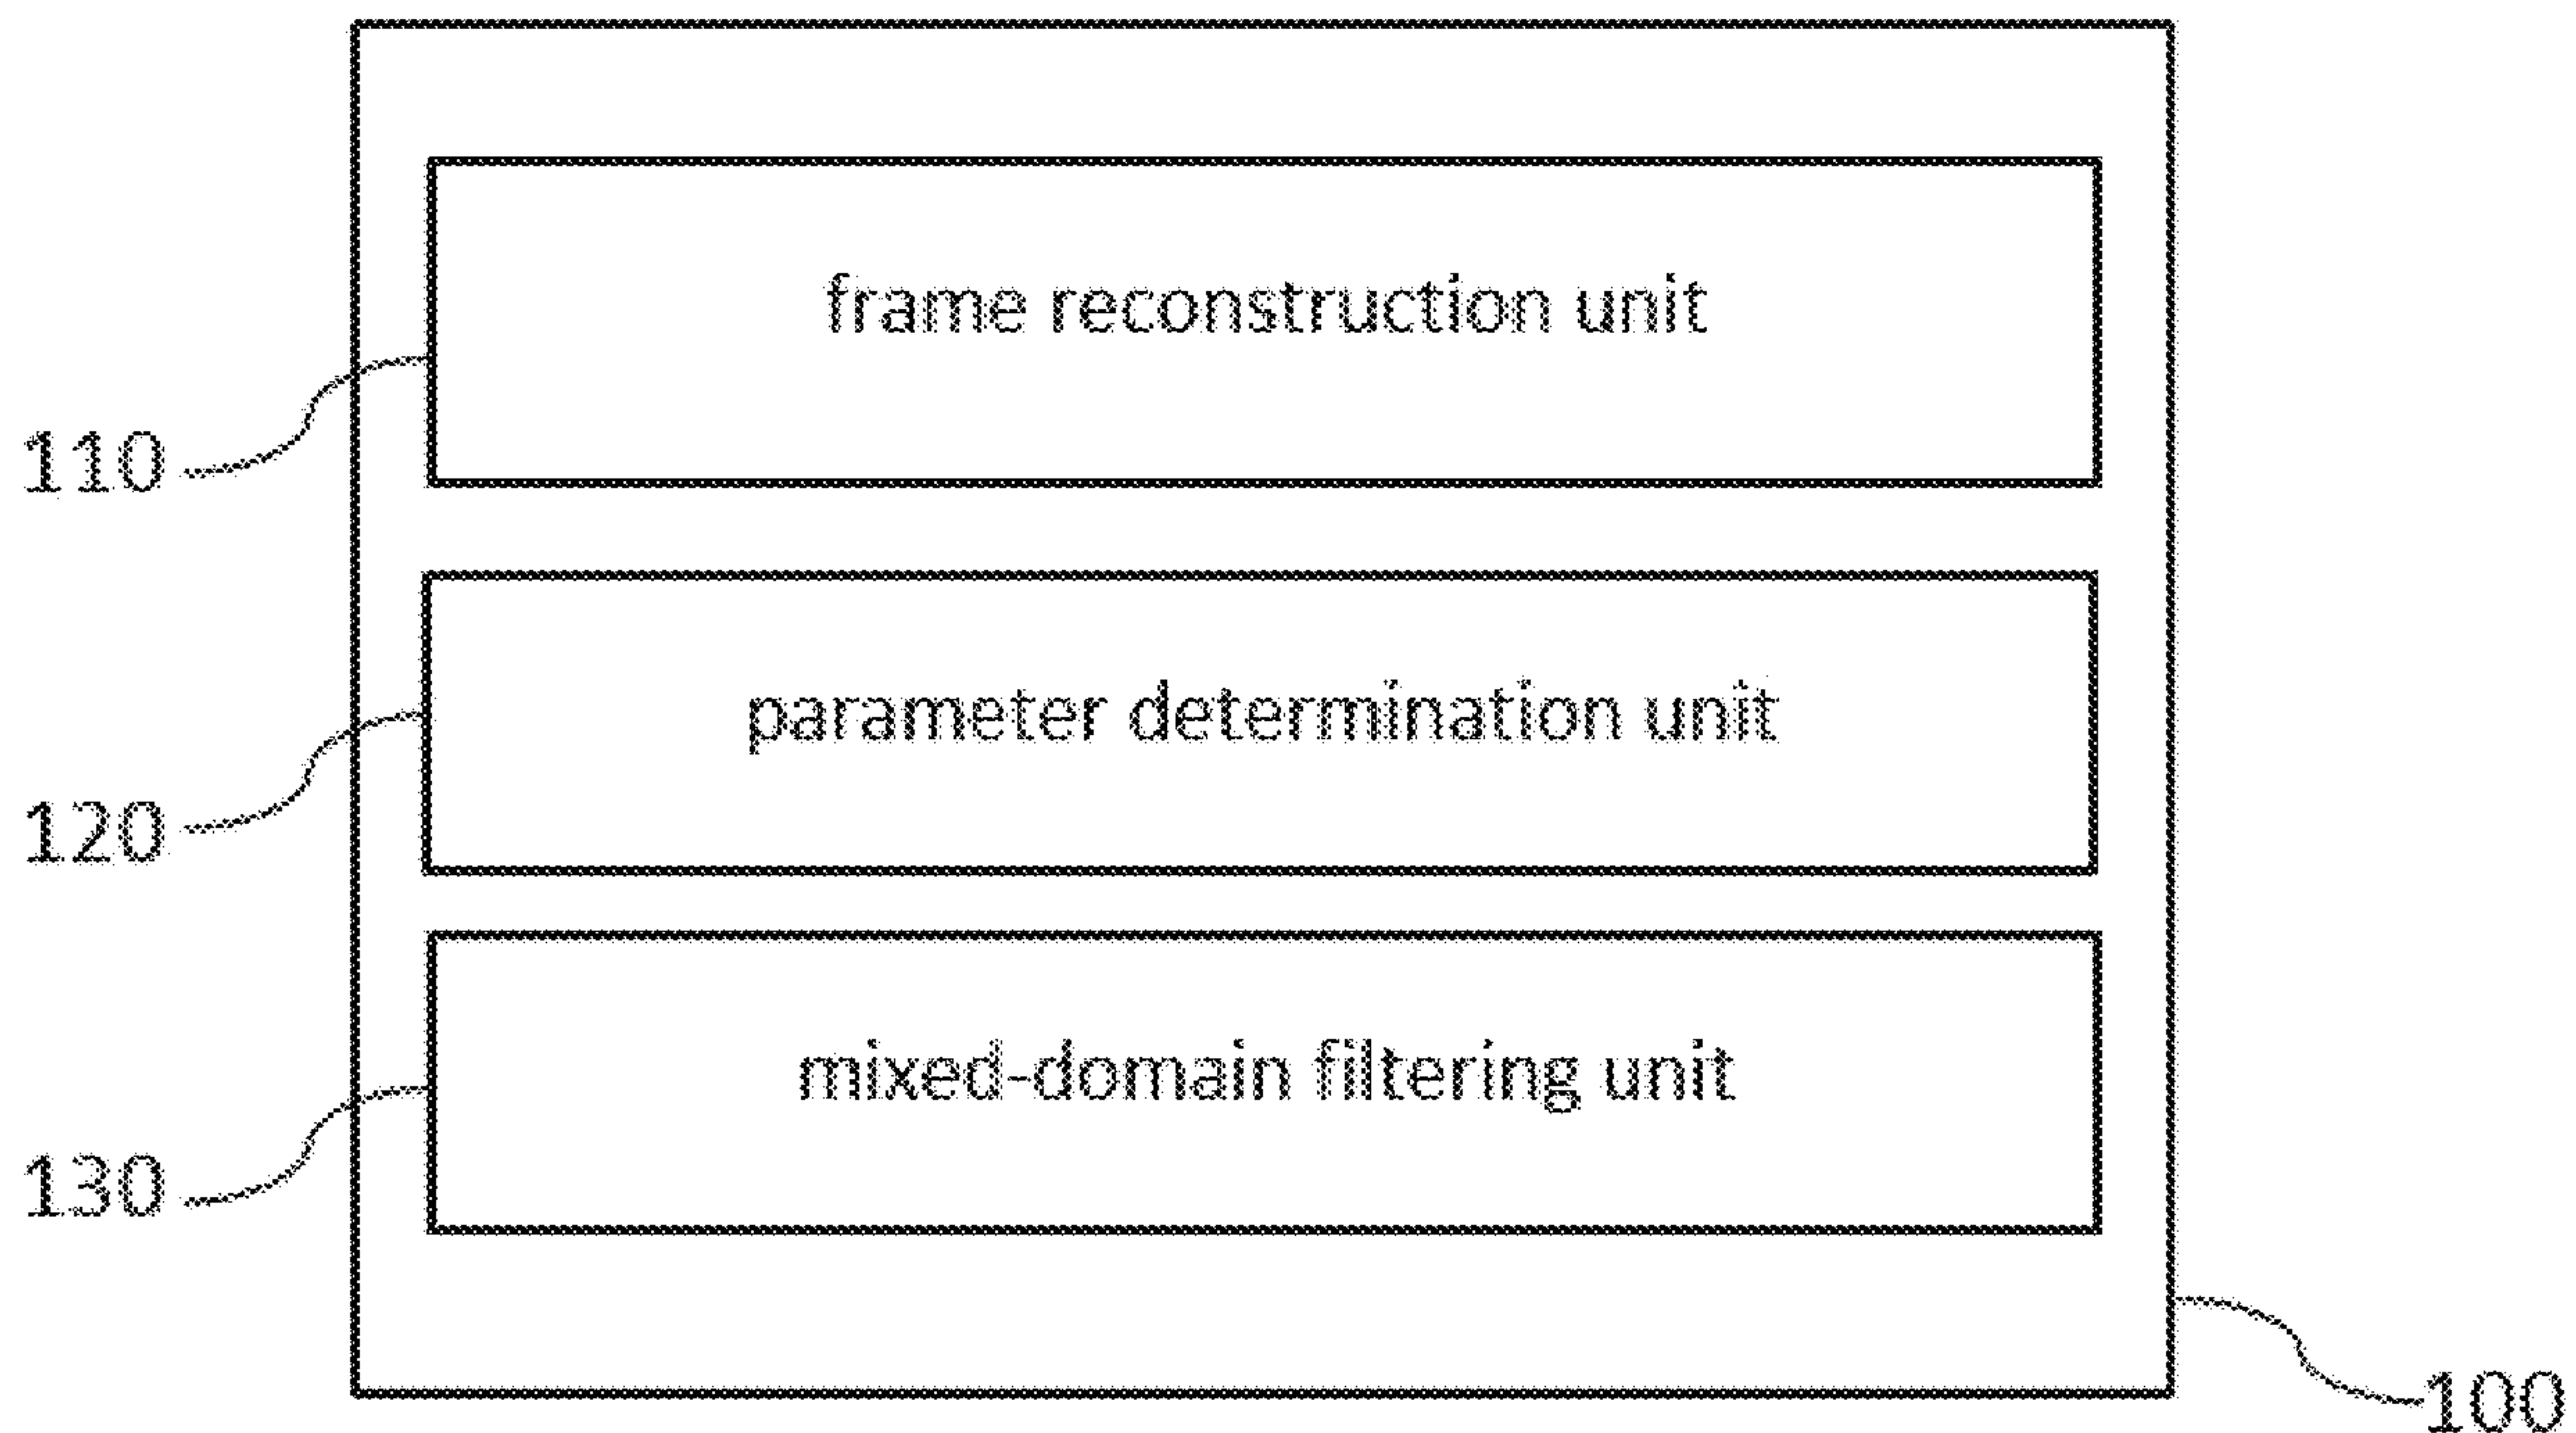 frame reconstruction unit
110
parameter determination unit
120
mixed-domain filtering unit
130
100